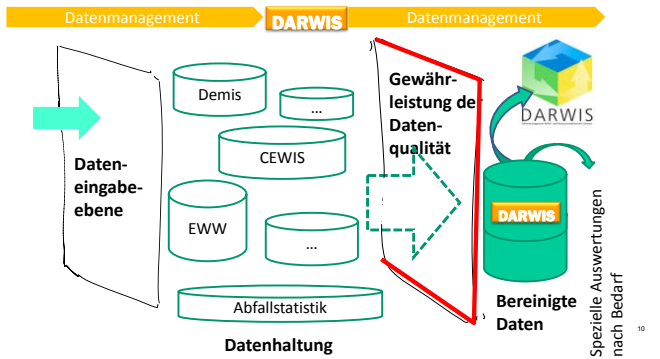 Datenmanagement
DARWIS
Datenmanagement
Daten-
eingabe-
ebene
Demis
...
CEWIS
EWW
...
Abfallstatistik
Datenhaltung
Gewähr-
leistung der
Daten-
qualität
DARWIS
DARWIS
Bereinigte
Daten
Spezielle Auswertungen
nach Bedarf
10